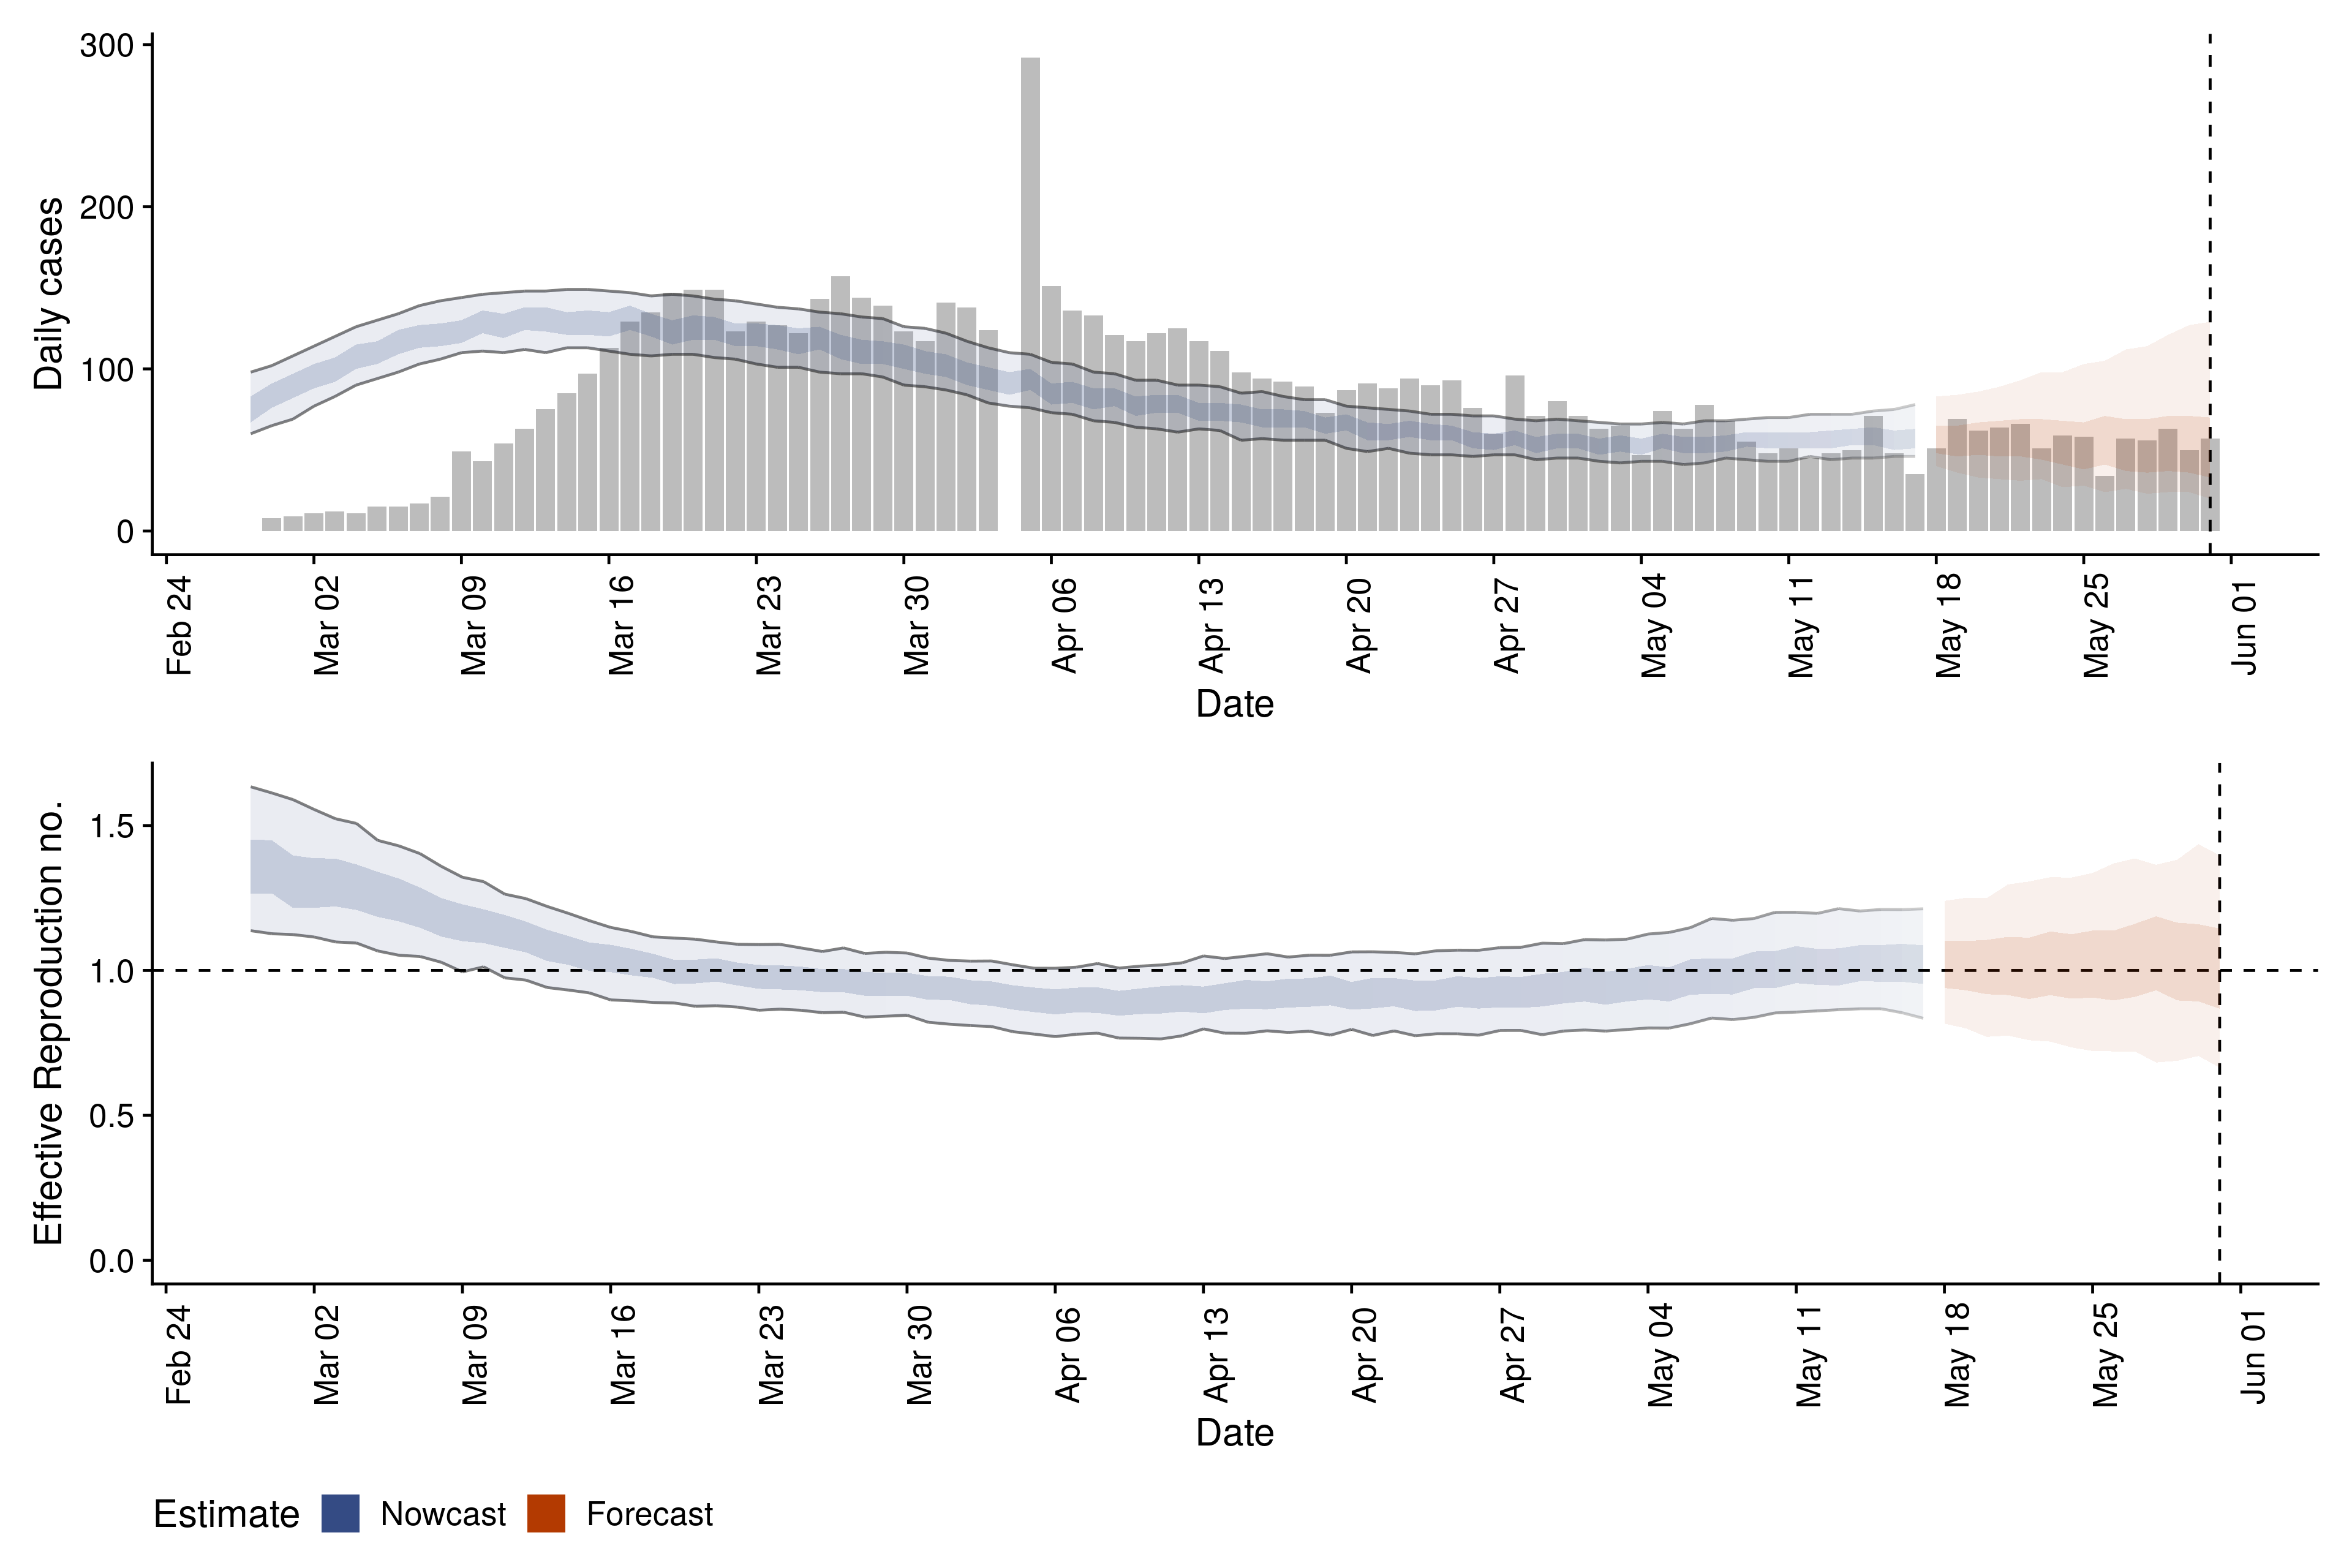 Daily cases
300
200
100
0
Feb 24
Mar 02
Mar 09
Mar 16
Mar 23
Mar 30
Apr 06
Apr 13
Apr 20
Apr 27
May 04
May 11
May 18
May 25
Jun 01
Date
Effective Reproduction no.
1.5
1.0
0.5
0.0
Feb 24
Mar 02
Mar 09
Mar 16
Mar 23
Mar 30
Apr 06
Apr 13
Apr 20
Apr 27
May 04
May 11
May 18
May 25
Jun 01
Date
Estimate Nowcast Forecast